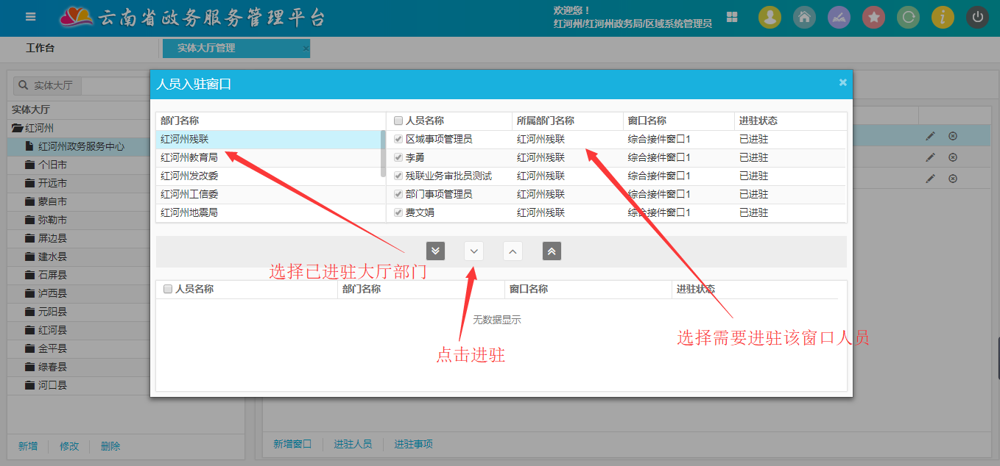 云南省政务服务管理平台
欢迎您！
红河州/红河州政务局/区域系统管理员
工作台
实体大厅管理
实体大厅
实体大厅
红河州
红河州政务服务中心
个旧市
开远市
蒙自市
弥勒市
屏边县
建水县
石屏县
泸西县
元阳县
红河县
金平县
绿春县
河口县
新增 修改 删除
人员入驻窗口
部门名称
红河州残联
红河州教育局
红河州发改委
红河州工信委
红河州地震局
人员名称 所属部门名称 窗口名称 进驻状态
区域事项管理员 红河州残联 综合接件窗口1 已进驻
李勇 红河州残联 综合接件窗口1 已进驻
残联业务审批员测试 红河州残联 综合接件窗口1 已进驻
部门事项管理员 红河州残联 综合接件窗口1 已进驻
费文娟 红河州残联 综合接件窗口1 已进驻
选择已进驻大厅部门
人员名称 部门名称 窗口名称 进驻状态
无数据显示
选择需要进驻该窗口人员
点击进驻
新增窗口 进驻人员 进驻事项